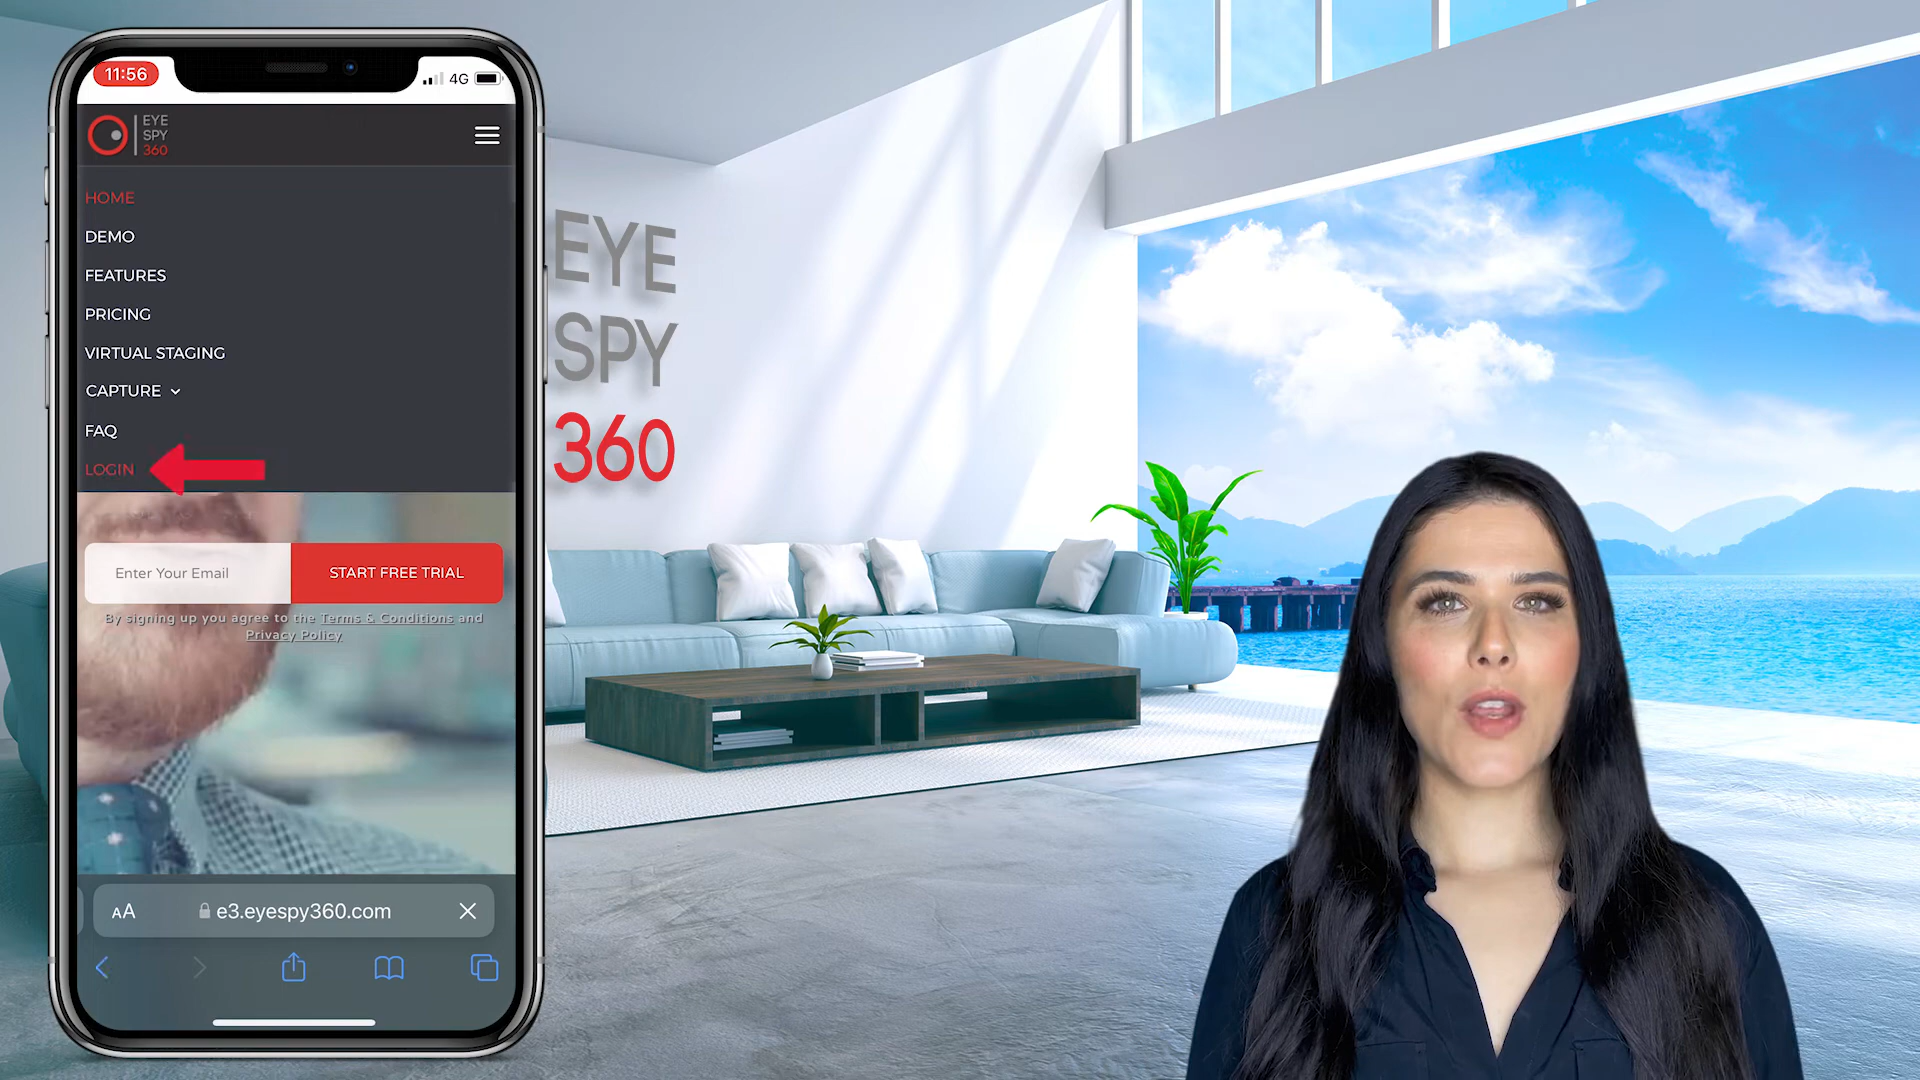 11:56
4G
EYE
SPY
360
HOME
DEMO
FEATURES
PRICING
VIRTUAL STAGING
CAPTURE
FAQ
LOGIN
Enter Your Email
START FREE TRIAL
By signing up you agree to the Terms & Conditions and
Privacy Policy
AA
e3.eyespy360.com
EYE
SPY
360